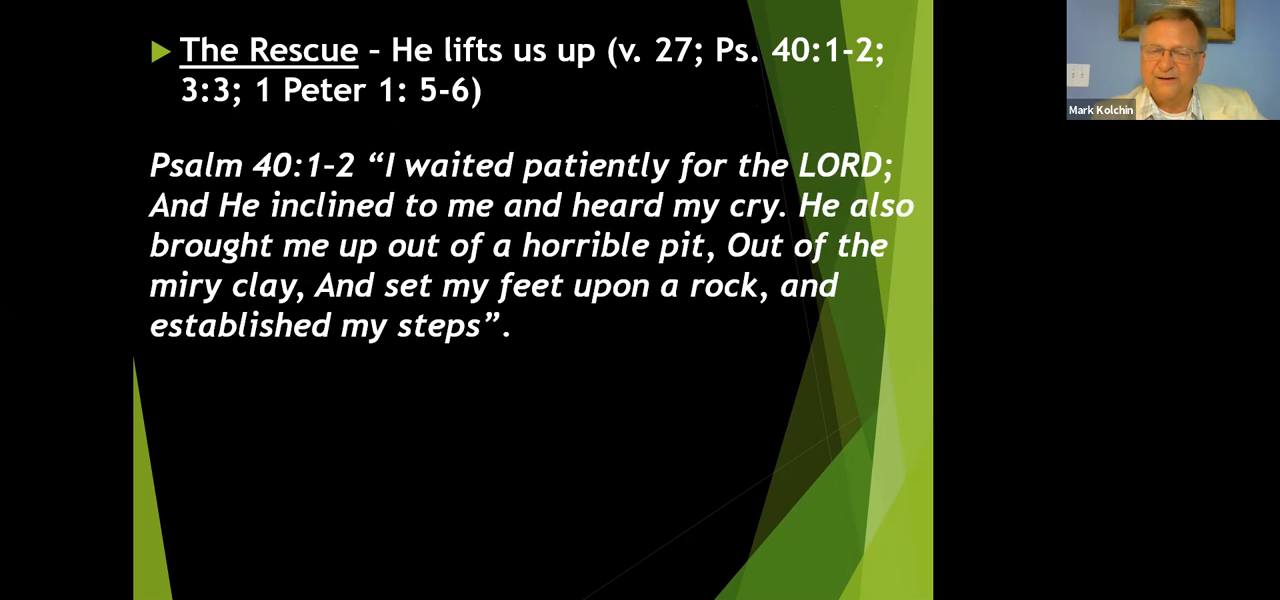 The Rescue – He lifts us up (v. 27; Ps. 40:1-2;
3:3; 1 Peter 1: 5-6)
Psalm 40:1–2 “I waited patiently for the LORD;
And He inclined to me and heard my cry. He also
brought me up out of a horrible pit, Out of the
miry clay, And set my feet upon a rock, and
established my steps”.
Mark Kolchin